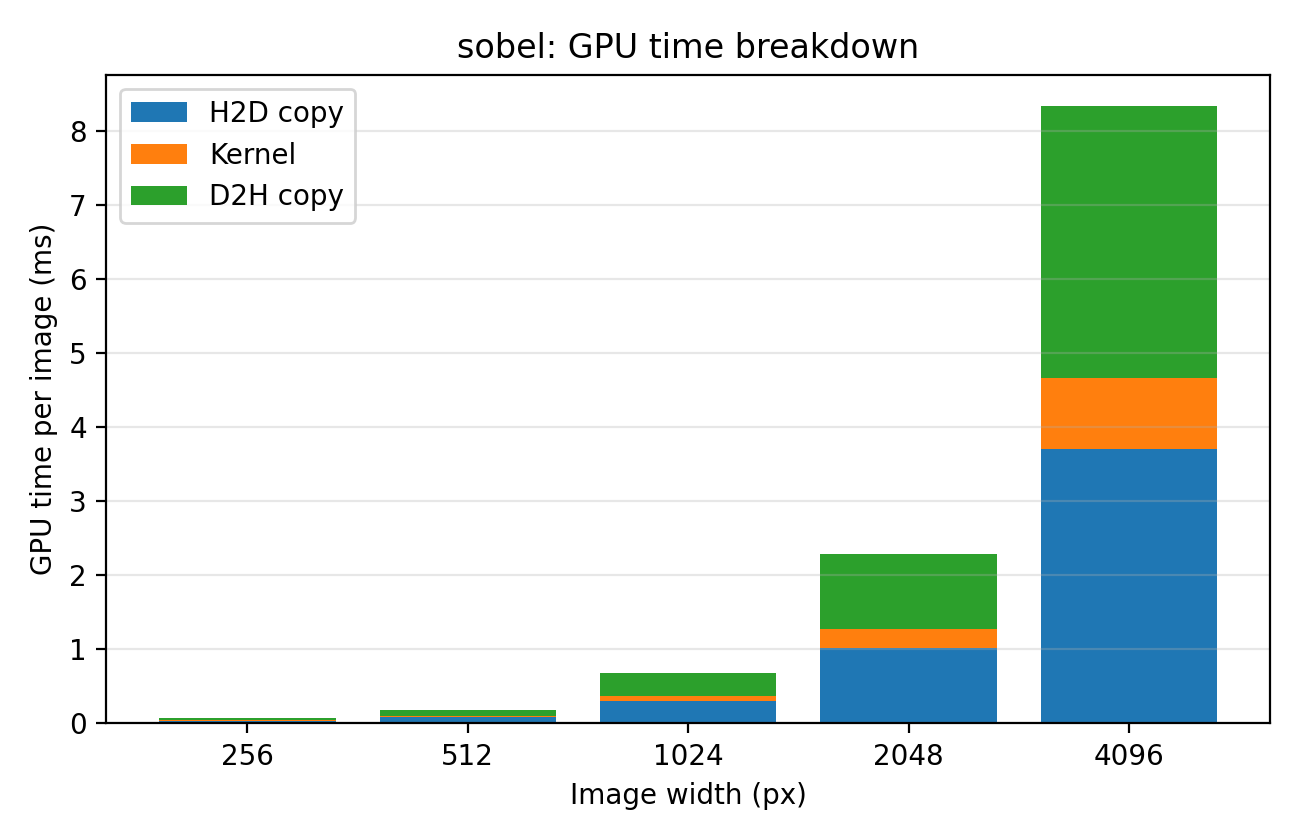 sobel: GPU time breakdown
H2D copy
Kernel
D2H copy
GPU time per image (ms)
8
7
6
5
4
3
2
1
0
256
512
1024
2048
4096
Image width (px)